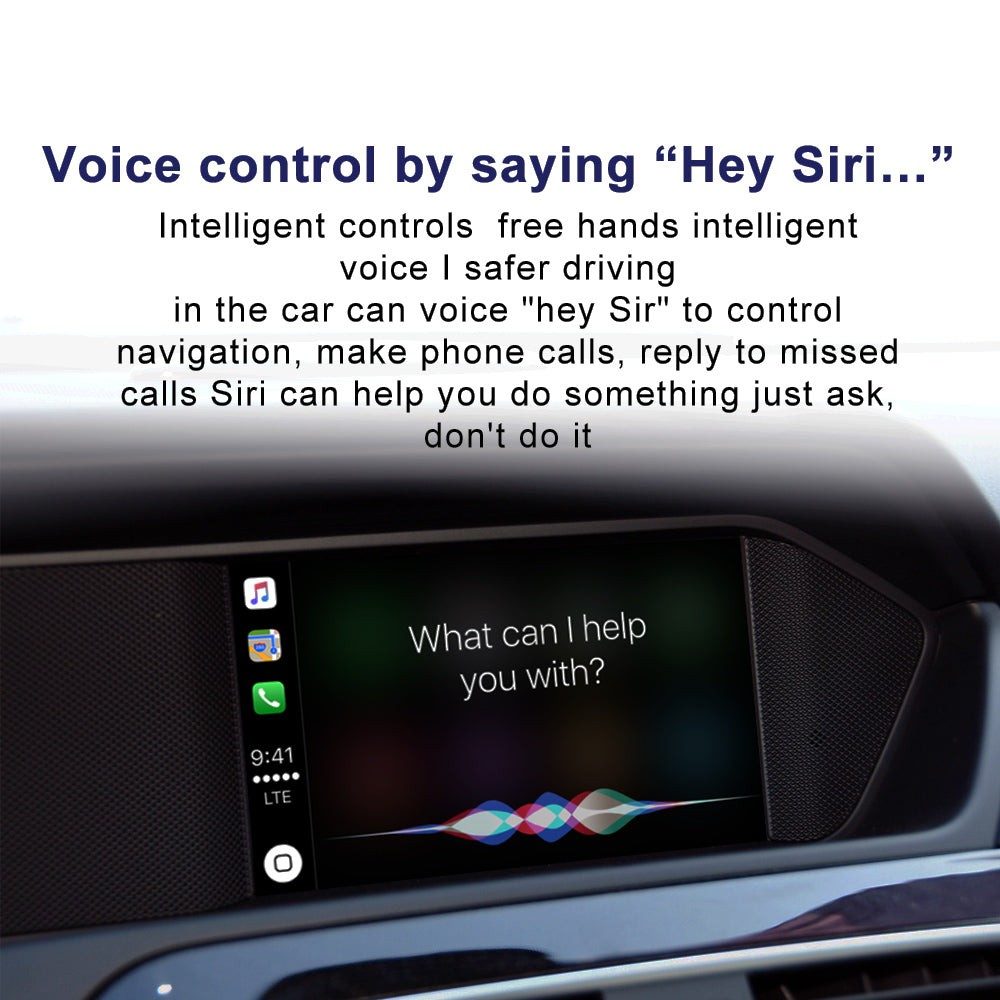 Voice control by saying “Hey Siri...”
Intelligent controls  free hands intelligent
voice I safer driving
in the car can voice "hey Sir" to control
navigation, make phone calls, reply to missed
calls Siri can help you do something just ask,
don't do it
What can I help
you with?
9:41
LTE